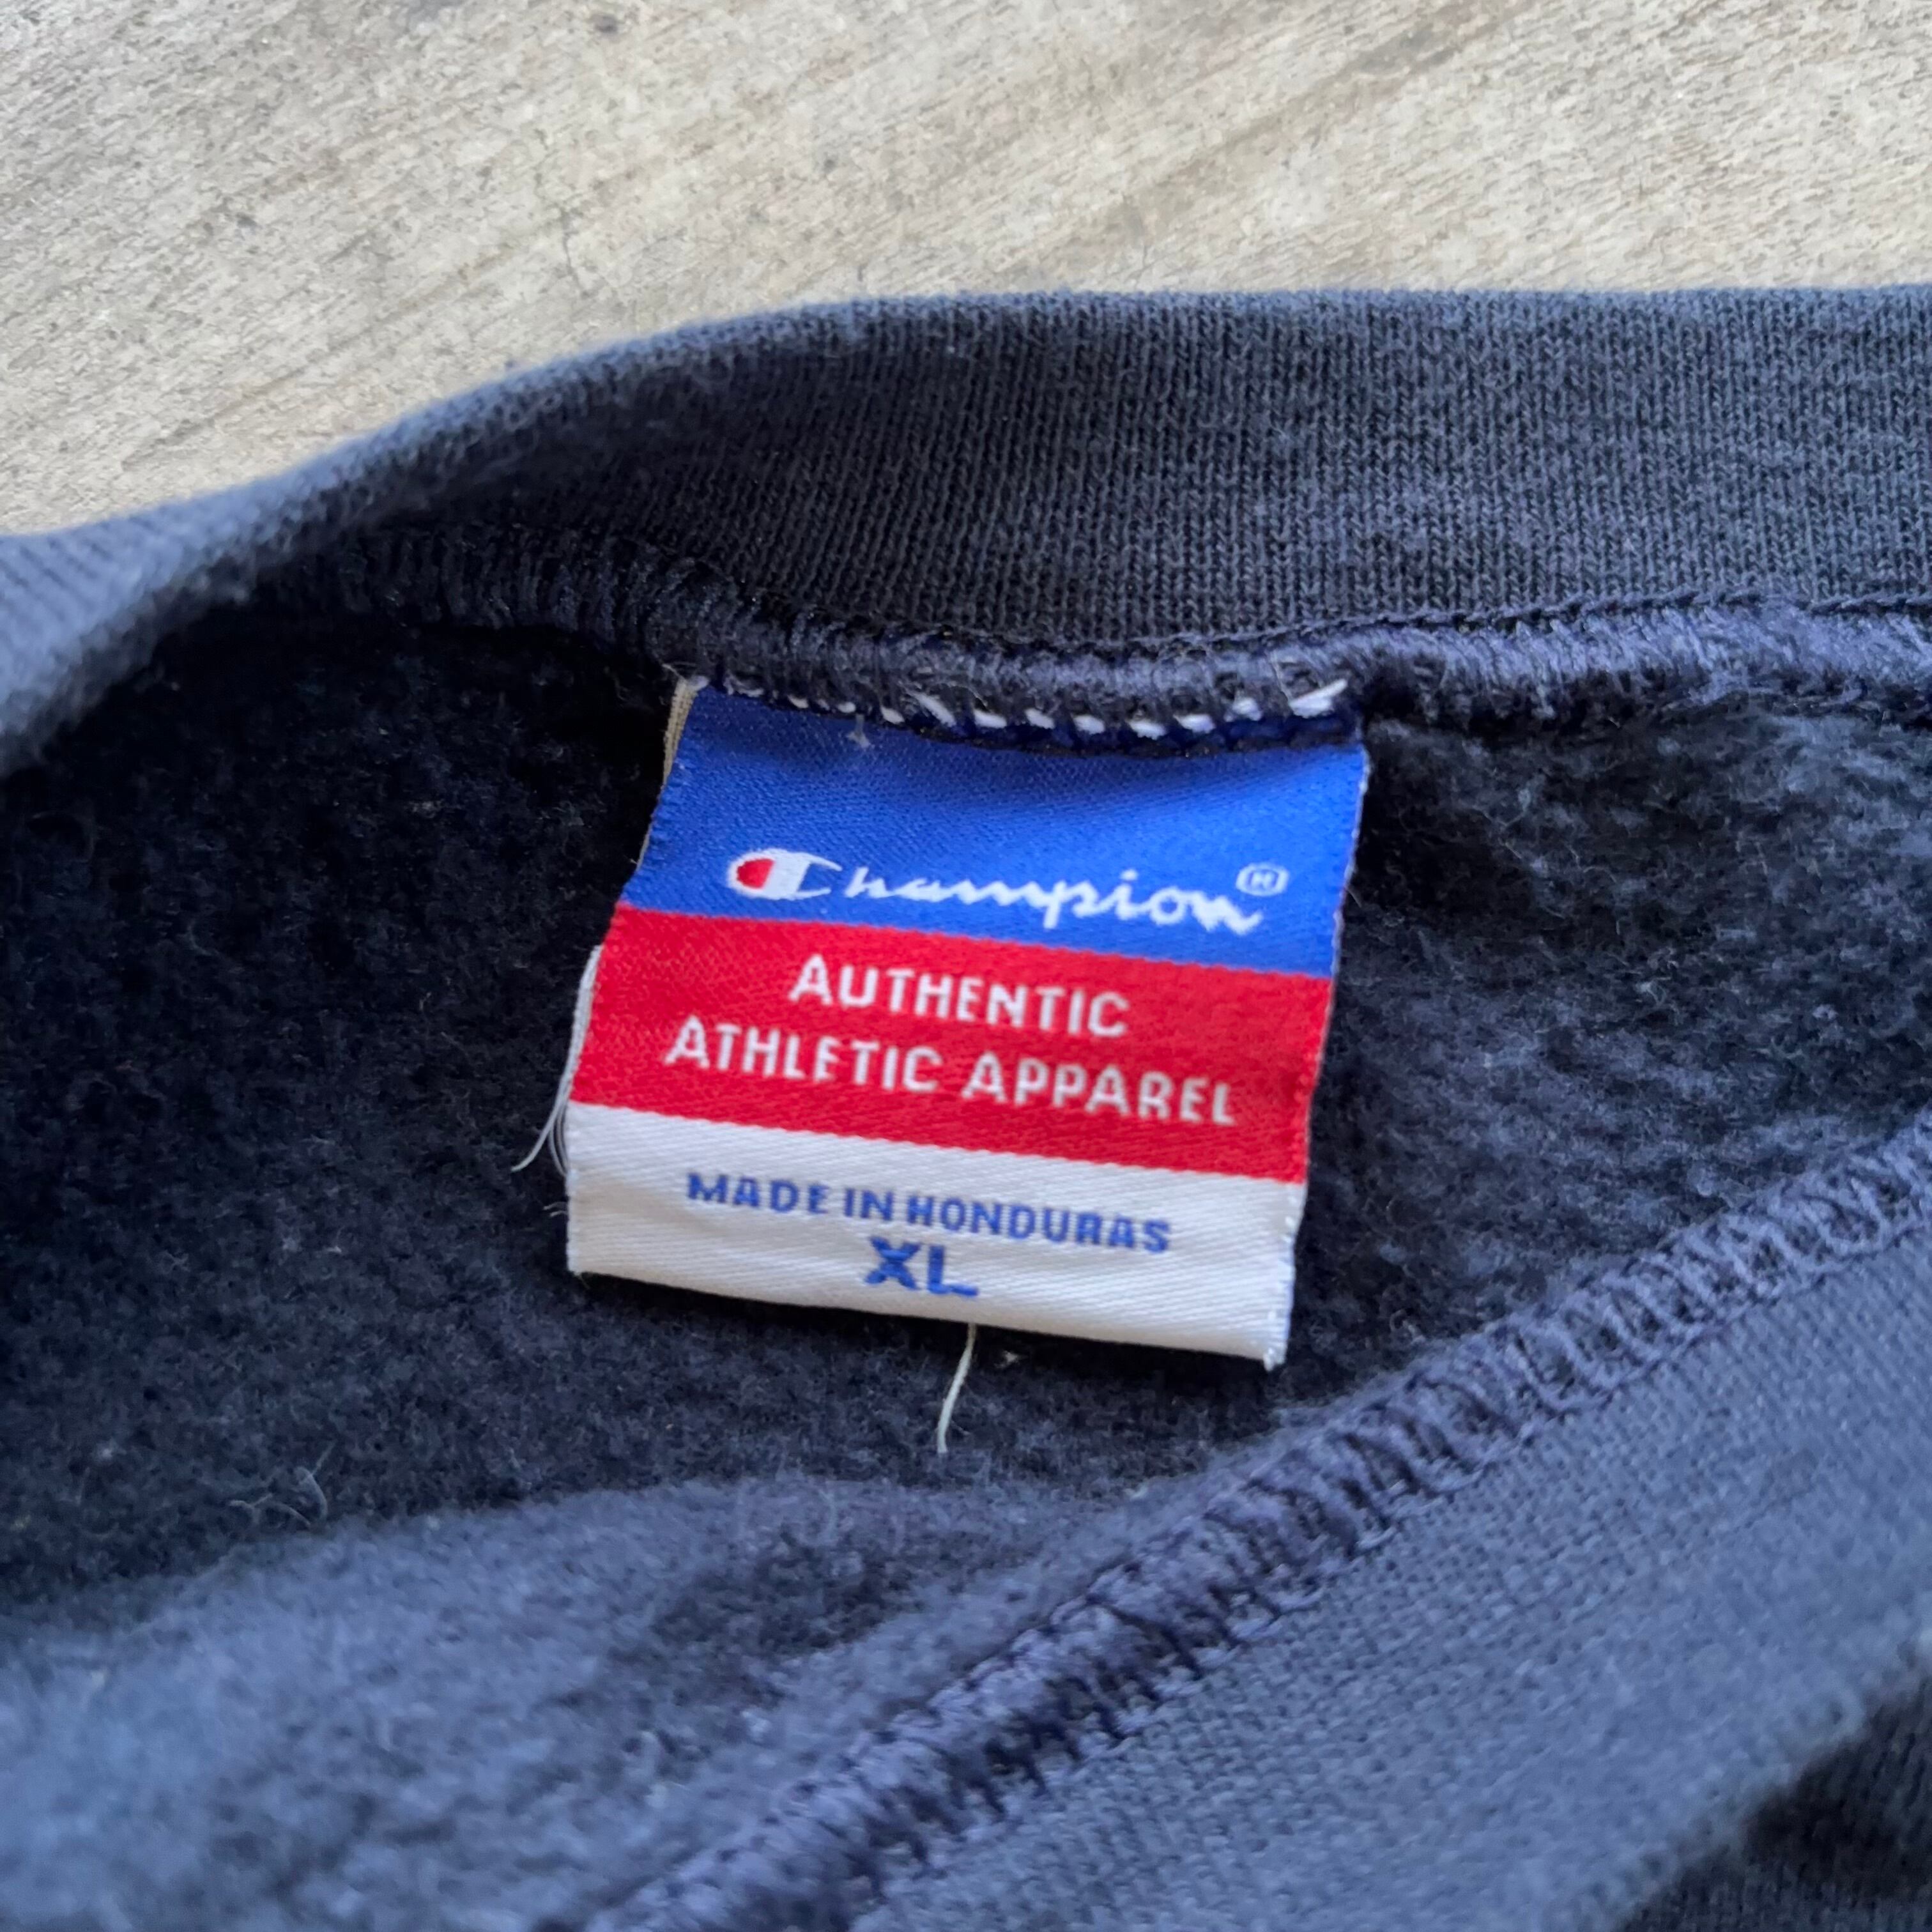 Champion®
AUTHENTIC
ATHLETIC APPAREL
MADE IN HONDURAS
XL